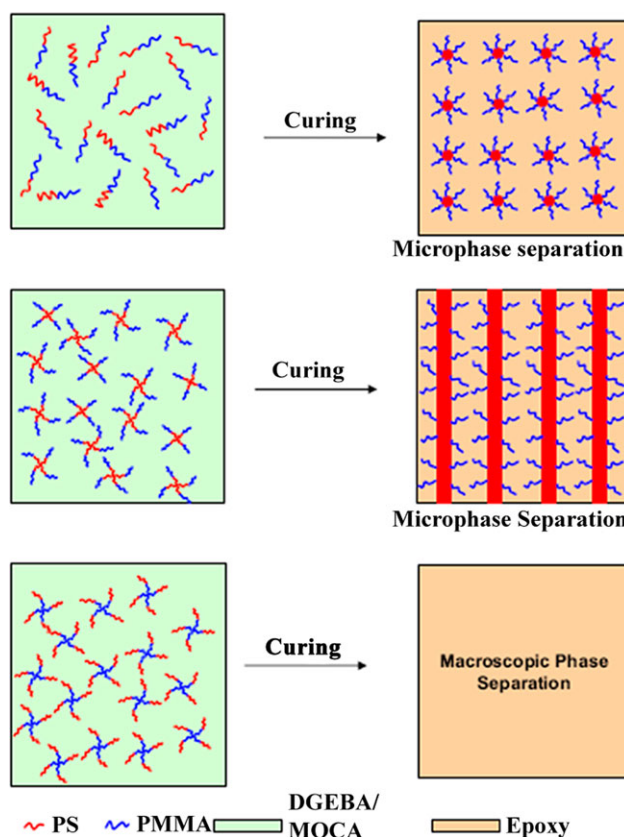 Curing
Microphase separation
Curing
Microphase Separation
Curing
Macroscopic Phase
Separation
PS PMMA DGEBA/
MOCA Epoxy